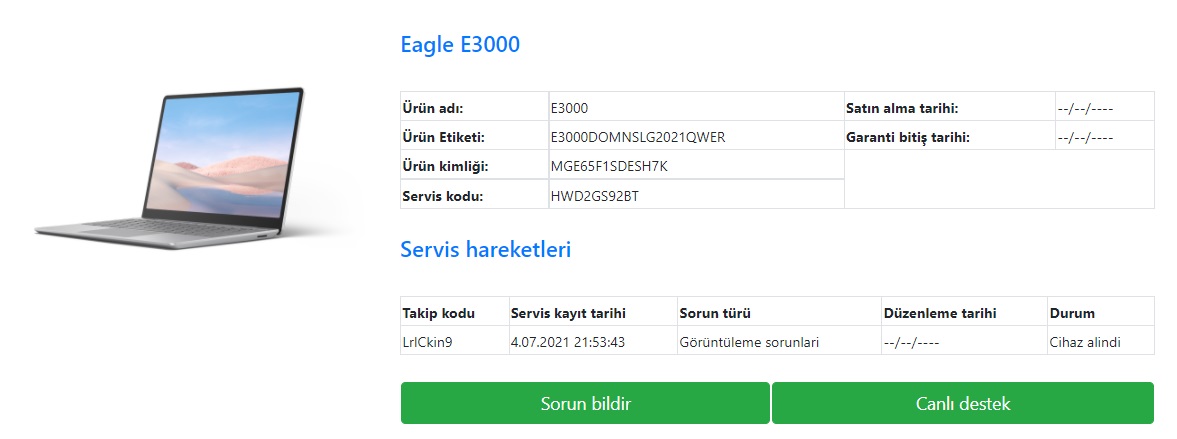 Eagle E3000
Ürün adı: E3000 Satın alma tarihi: --/--/----
Ürün Etiketi: E3000DOMNSLG2021QWER Garanti bitiş tarihi: --/--/----
Ürün kimliği: MGE65F1SDESH7K
Servis kodu: HWD2GS92BT
Servis hareketleri
Takip kodu Servis kayıt tarihi Sorun türü Düzenleme tarihi Durum
LrlCkin9 4.07.2021 21:53:43 Görüntüleme sorunlari --/--/---- Cihaz alindi
Sorun bildir Canlı destek